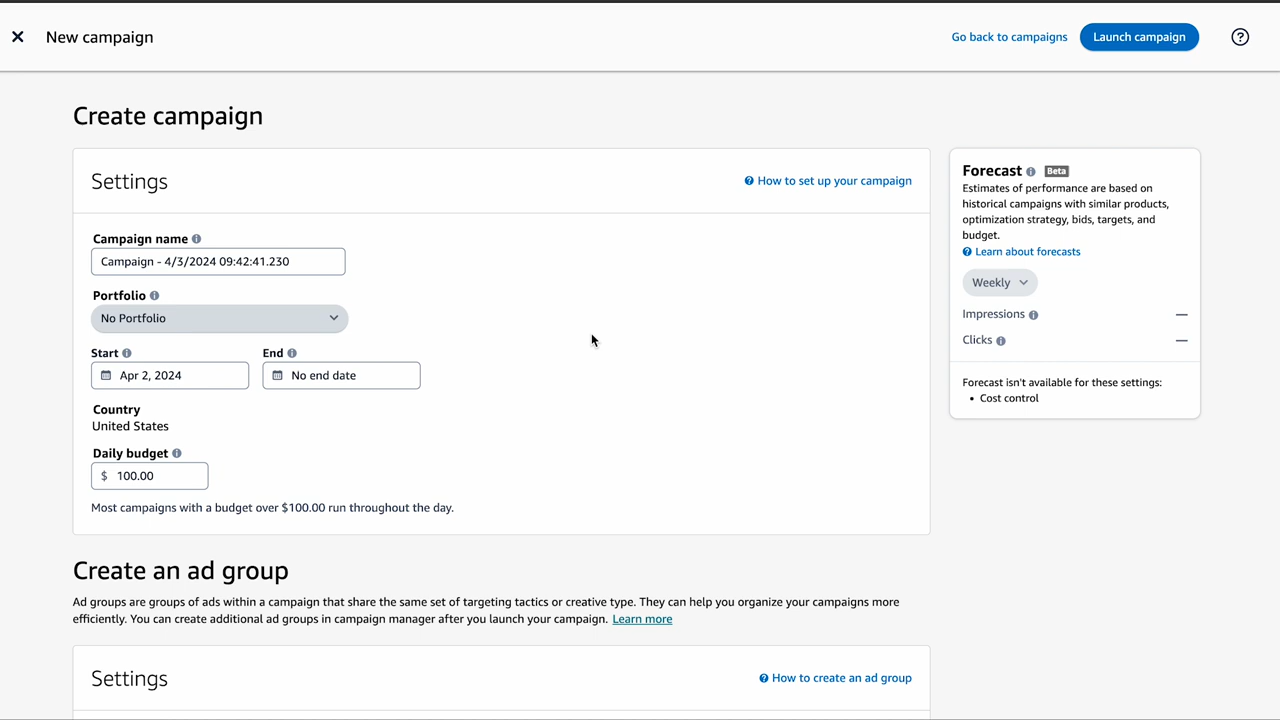 New campaign
Go back to campaigns
Launch campaign
Create campaign
Settings
How to set up your campaign
Campaign name
Campaign - 4/3/2024 09:42:41.230
Portfolio
No Portfolio
Start
End
Apr 2, 2024
No end date
Country
United States
Daily budget
$ 100.00
Most campaigns with a budget over $100.00 run throughout the day.
Forecast Beta
Estimates of performance are based on
historical campaigns with similar products,
optimization strategy, bids, targets, and
budget.
Learn about forecasts
Weekly
Impressions —
Clicks —
Forecast isn't available for these settings:
• Cost control
Create an ad group
Ad groups are groups of ads within a campaign that share the same set of targeting tactics or creative type. They can help you organize your campaigns more
efficiently. You can create additional ad groups in campaign manager after you launch your campaign. Learn more
Settings
How to create an ad group